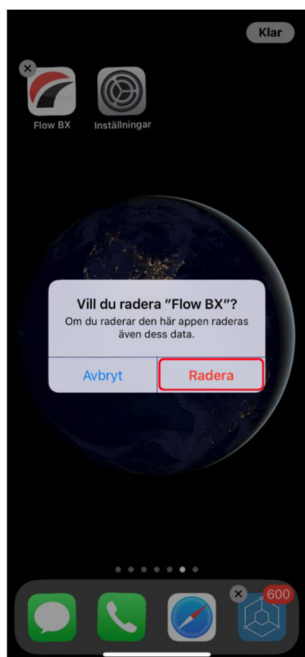 Klar
Flow BX
Inställningar
Vill du radera ”Flow BX”?
Om du raderar den här appen raderas
även dess data.
Avbryt
Radera
600